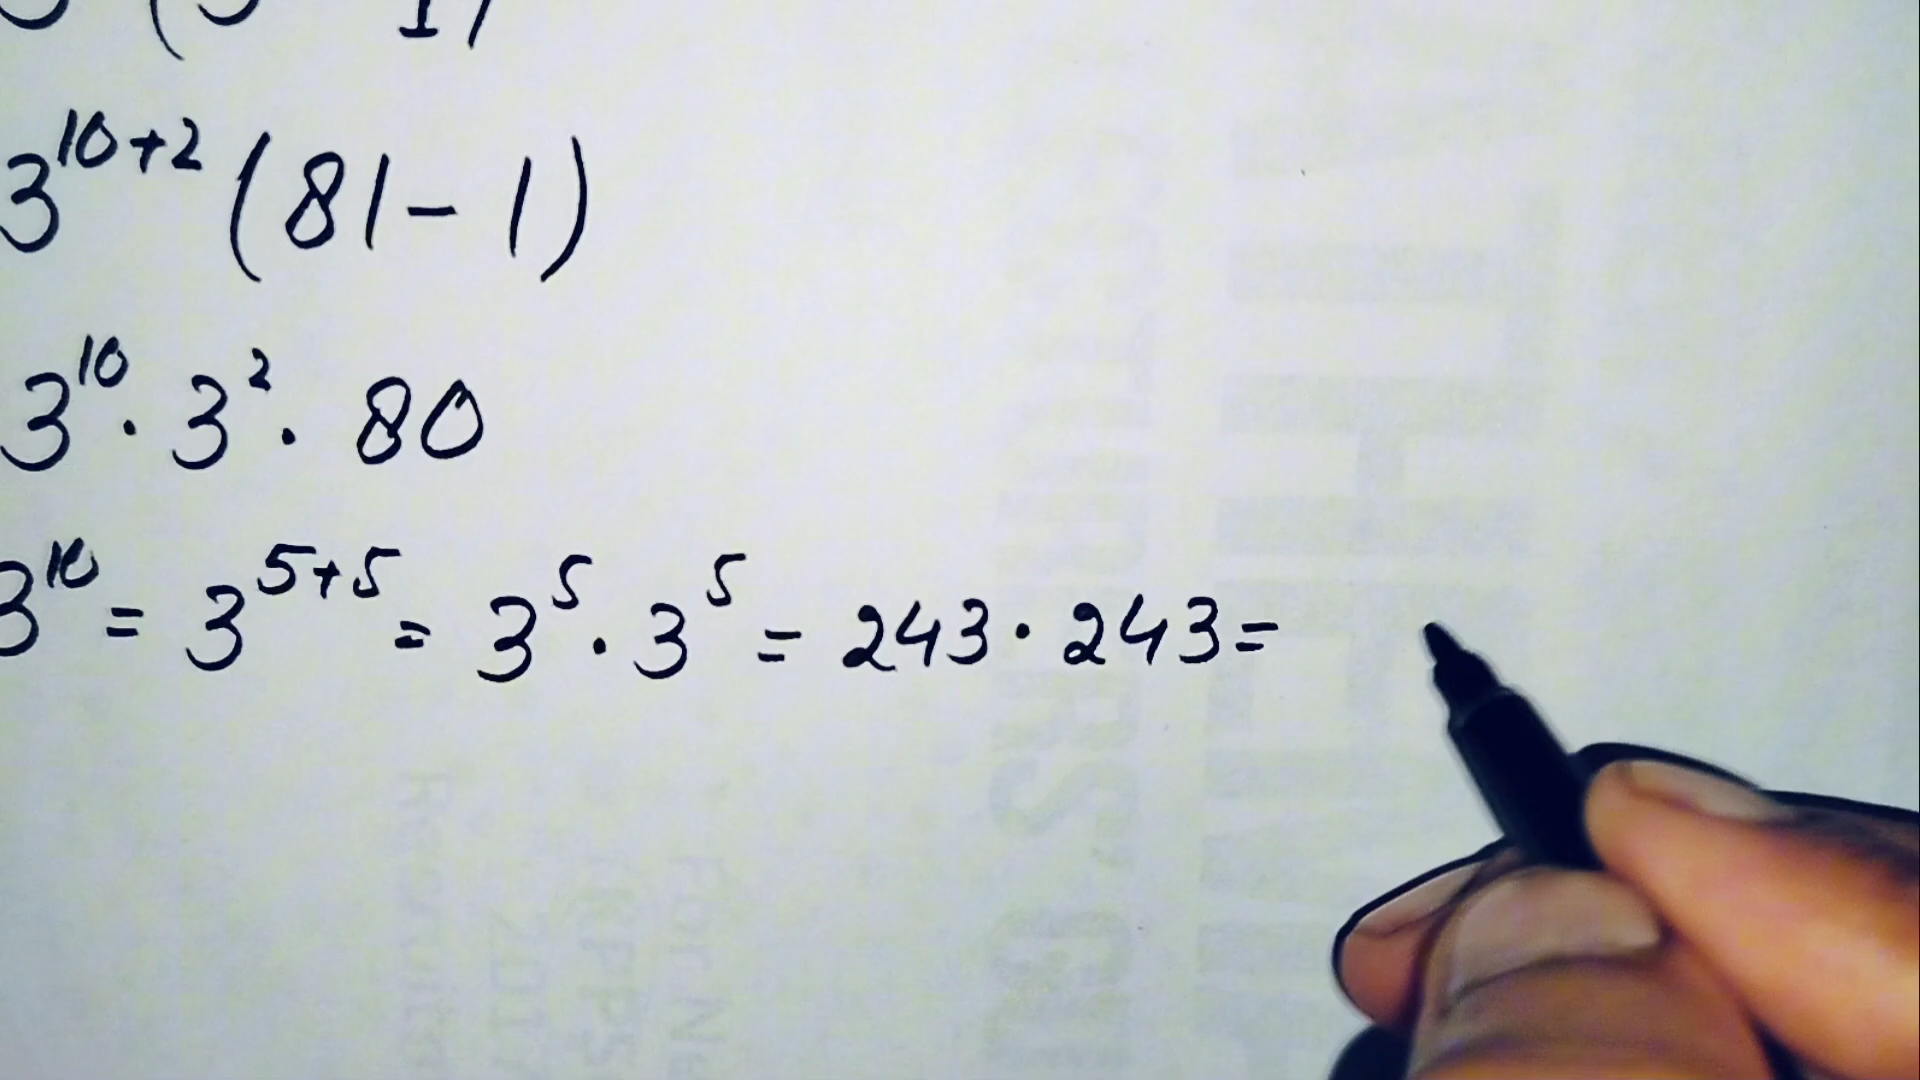 1)
3^{10+2} (81-1)
3^{10} · 3^2 · 80
3^{10} = 3^{5+5} = 3^5 · 3^5 = 243 · 243 =